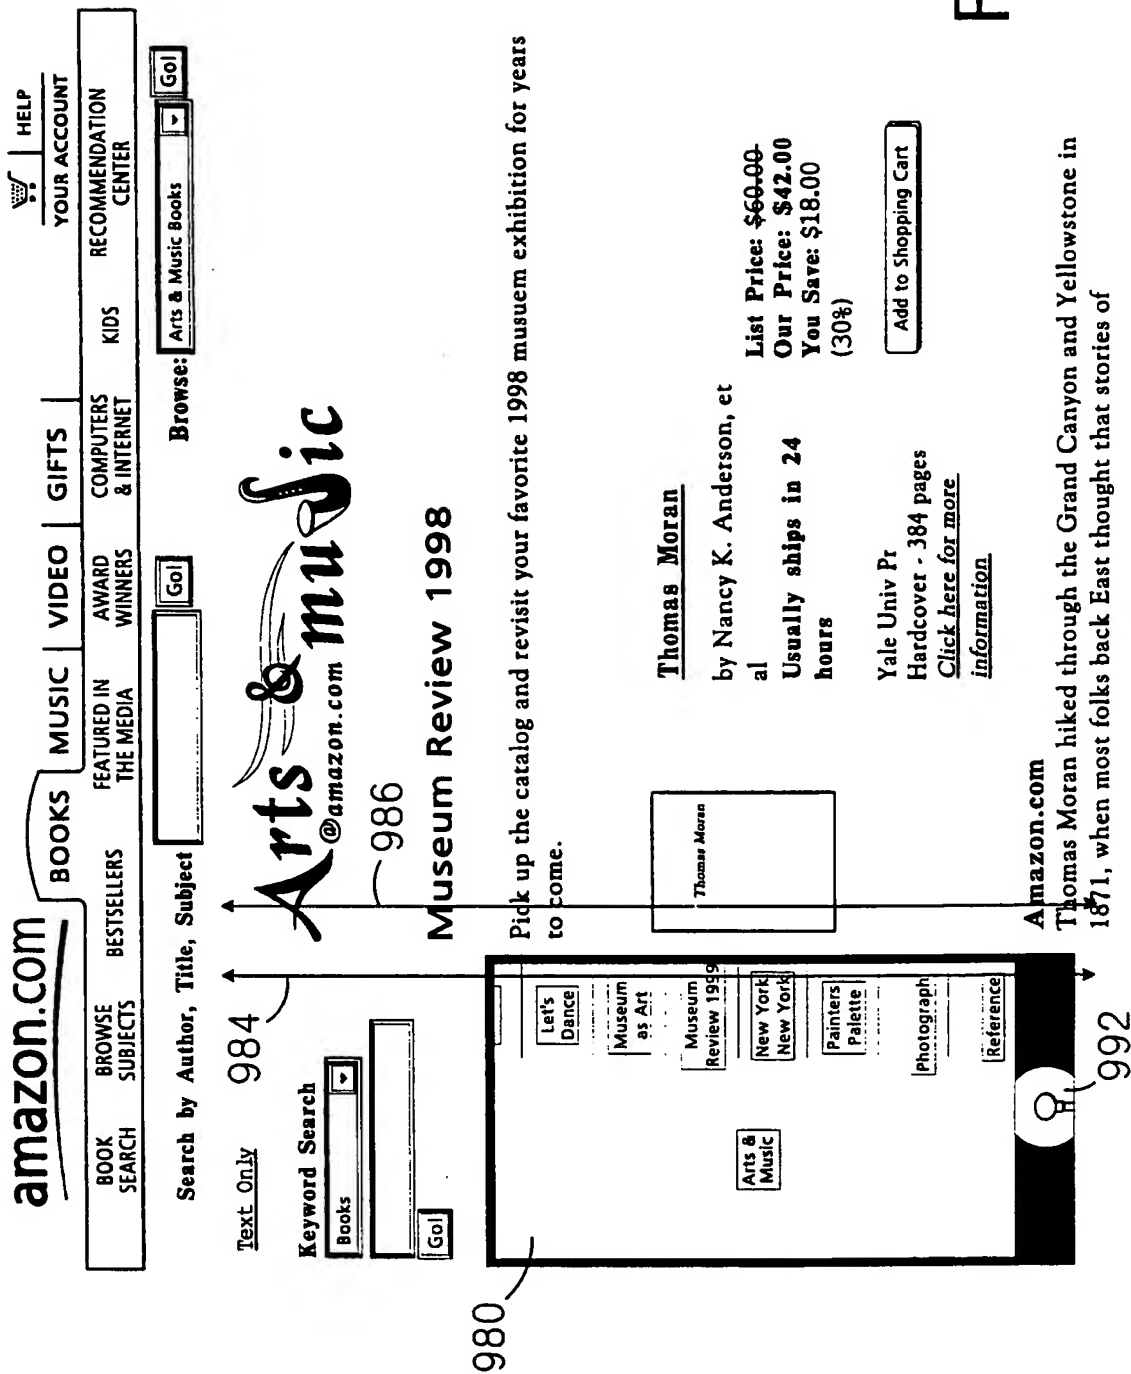 amazon.com
HELP
YOUR ACCOUNT
BOOKS
MUSIC
VIDEO
GIFTS
BOOK
SEARCH
BROWSE
SUBJECTS
BESTSELLERS
FEATURED IN
THE MEDIA
AWARD
WINNERS
COMPUTERS
& INTERNET
KIDS
RECOMMENDATION
CENTER
Search by Author, Title, Subject
Go!
Browse:
Arts & Music Books
Go!
Text Only
984
Arts & muSic
@amazon.com
986
Keyword Search
Books
Go!
Museum Review 1998
Pick up the catalog and revisit your favorite 1998 musuem exhibition for years
to come.
980
Let's
Dance
Museum
as Art
Museum
Review 1999
New York
New York
Painters
Palette
Photograph
Reference
Arts &
Music
992
Thomas Moran
Thomas Moran
by Nancy K. Anderson, et
al
Usually ships in 24
hours
List Price: $60.00
Our Price: $42.00
You Save: $18.00
(30%)
Yale Univ Pr
Hardcover - 384 pages
Click here for more
information
Add to Shopping Cart
Amazon.com
Thomas Moran hiked through the Grand Canyon and Yellowstone in
1871, when most folks back East thought that stories of
F